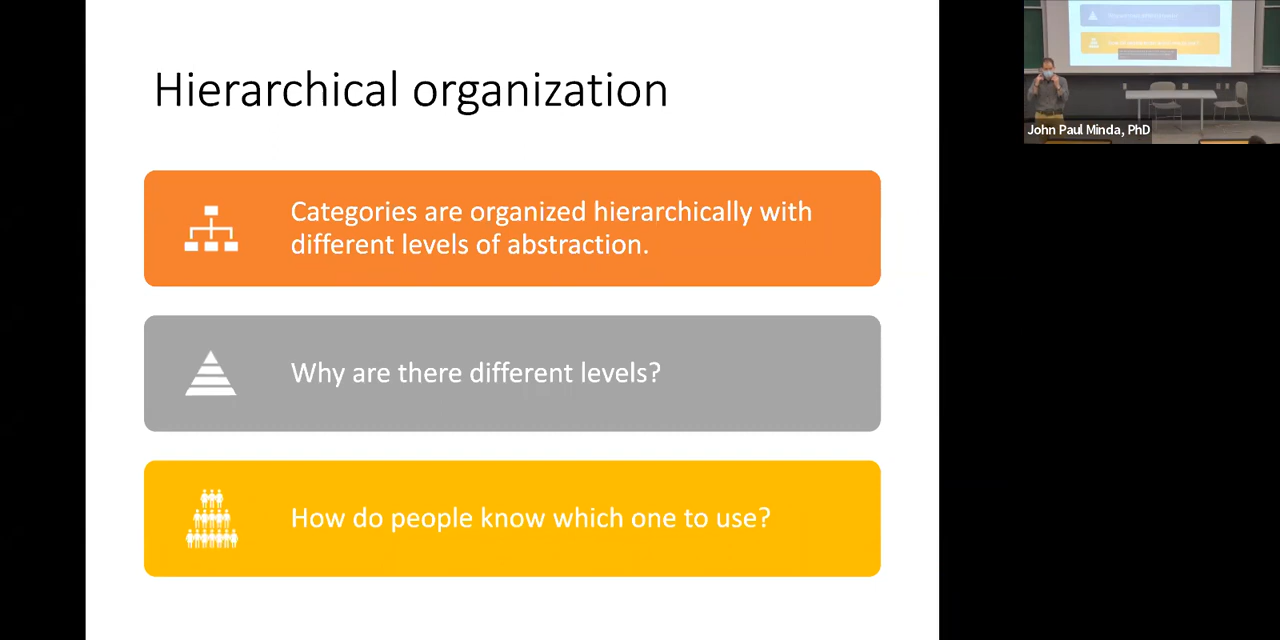 Hierarchical organization
Categories are organized hierarchically with
different levels of abstraction.
Why are there different levels?
How do people know which one to use?
John Paul Minda, PhD